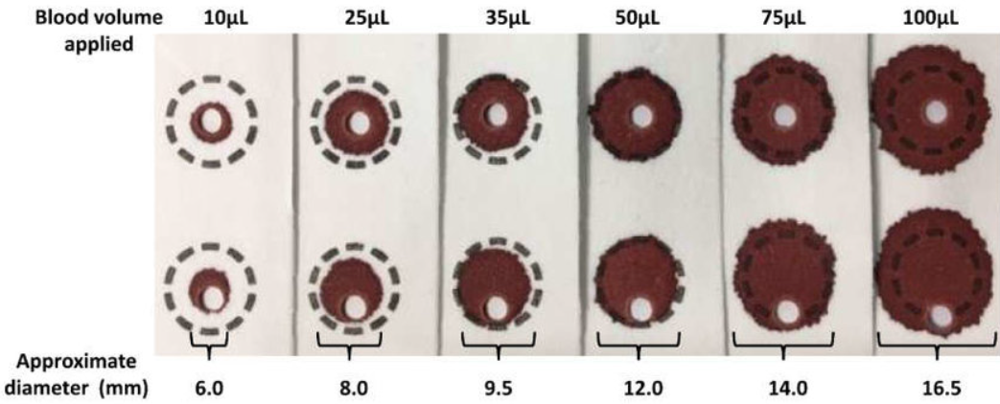 Blood volume applied 10µL 25µL 35µL 50µL 75µL 100µL
Approximate diameter (mm) 6.0 8.0 9.5 12.0 14.0 16.5